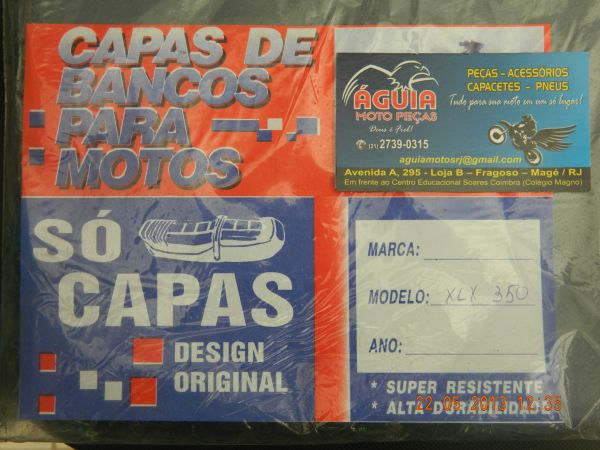 CAPAS DE
BANCOS
PARA
MOTOS
ÁGUIA
MOTO PEÇAS
Deus é Fiel!
(21) 2739-0315
PEÇAS - ACESSÓRIOS
CAPACETES - PNEUS
Tudo para sua moto em um só lugar!
aguiamotosrj@gmail.com
Avenida A, 295 - Loja B - Fragoso - Magé / RJ
Em frente ao Centro Educacional Soares Coimbra (Colégio Magno)
SÓ
CAPAS
DESIGN
ORIGINAL
MARCA:
MODELO: XLX 350
ANO:
* SUPER RESISTENTE
* ALTA DURABILIDADE
22 05 2013 12:35